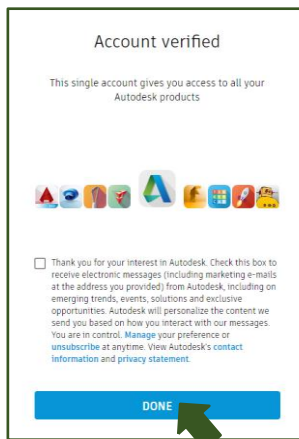 Account verified
This single account gives you access to all your
Autodesk products
Thank you for your interest in Autodesk. Check this box to
receive electronic messages (including marketing e-mails
at the address you provided) from Autodesk, including on
emerging trends, events, solutions and exclusive
opportunities. Autodesk will personalize the content we
send you based on how you interact with our messages.
You are in control. Manage your preference or
unsubscribe at anytime. View Autodesk's contact
information and privacy statement.
DONE